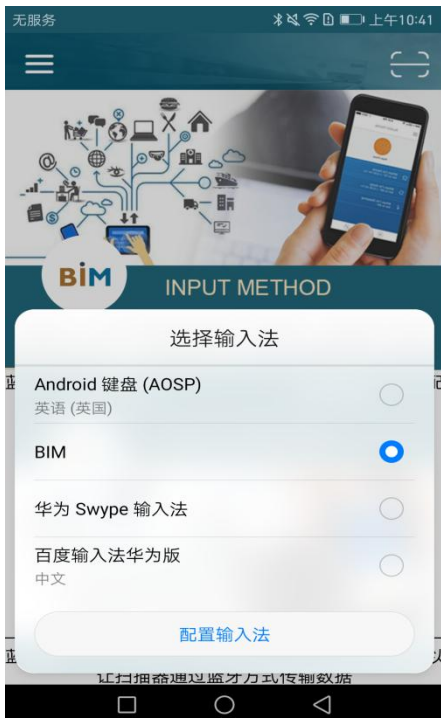 无服务
上午10:41
BiM
INPUT METHOD
选择输入法
Android 键盘 (AOSP)
英语 (英国)
BIM
华为 Swype 输入法
百度输入法华为版
中文
配置输入法
让扫描器通过蓝牙方式传输数据